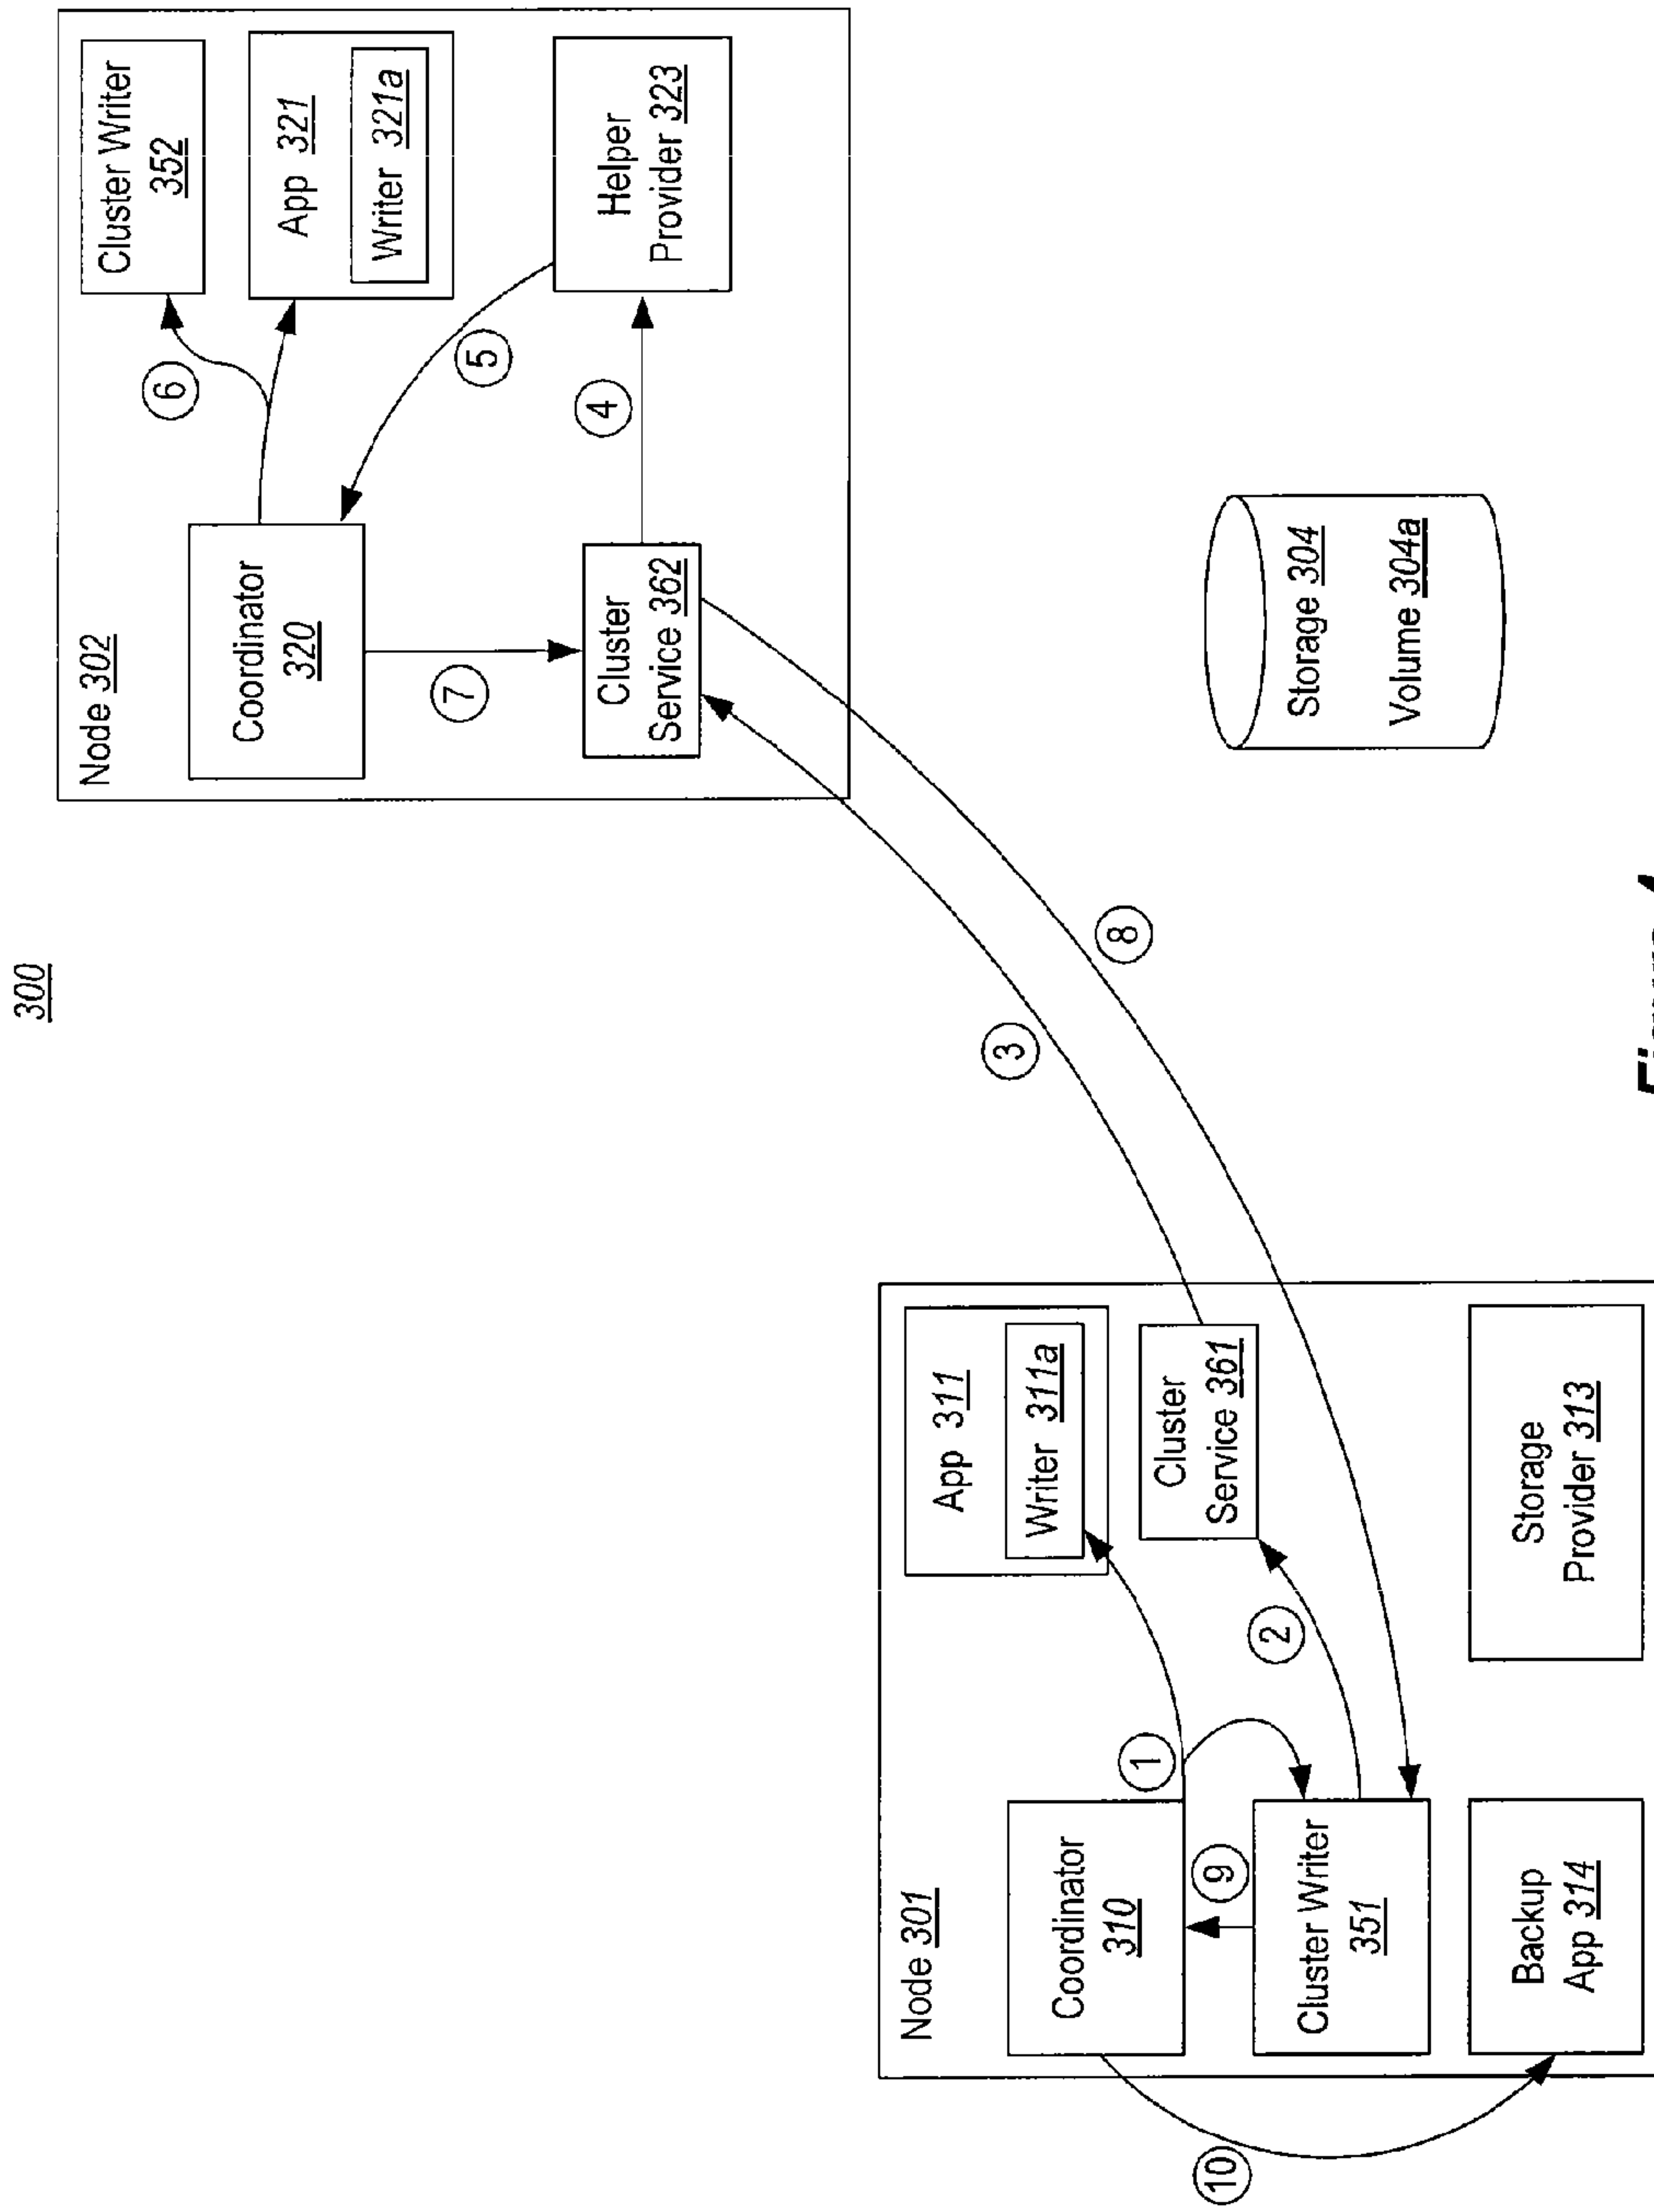 300
Node 301
Coordinator
310
Cluster Writer
351
Backup
App 314
App 311
Writer 311a
Cluster
Service 361
Storage
Provider 313
1
2
9
10
3
8
Node 302
Coordinator
320
Cluster
Service 362
Cluster Writer
352
App 321
Writer 321a
Helper
Provider 323
6
5
4
7
Storage 304
Volume 304a